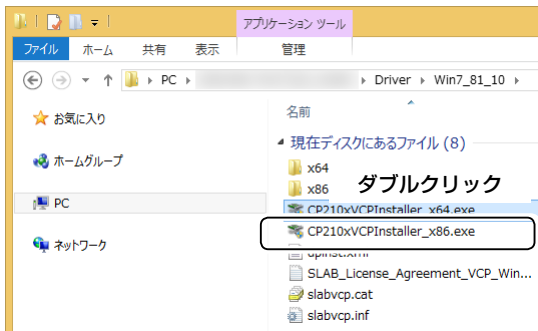 アプリケーション ツール
ファイル ホーム 共有 表示 管理
PC Driver Win7_81_10
お気に入り
ホームグループ
PC
ネットワーク
名前
現在ディスクにあるファイル (8)
x64
x86
ダブルクリック
CP210xVCPInstaller_x64.exe
CP210xVCPInstaller_x86.exe
dpinst.xml
SLAB_License_Agreement_VCP_Win...
slabvcp.cat
slabvcp.inf